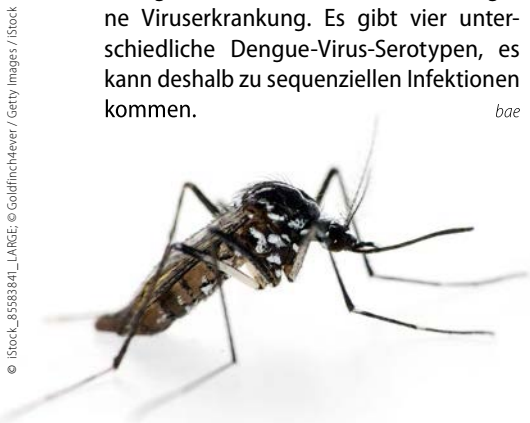 ne Viruserkrankung. Es gibt vier unter-
schiedliche Dengue-Virus-Serotypen, es
kann deshalb zu sequenziellen Infektionen
kommen. bae
© iStock_85583841_LARGE; © Goldfinch4ever / Getty Images / iStock